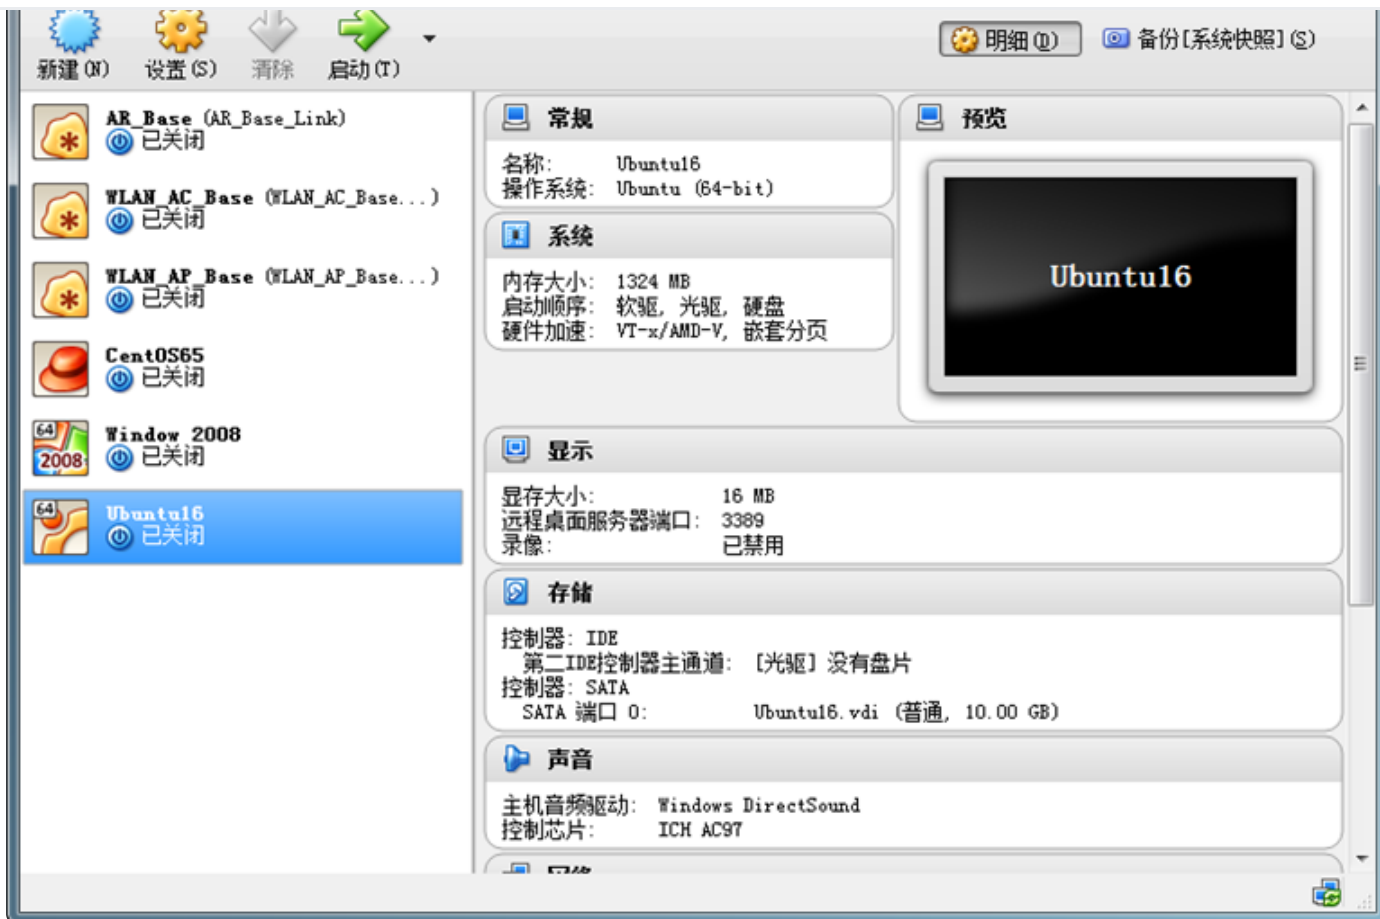 新建(N) 设置(S) 清除 启动(T) 明细(D) 备份[系统快照](S)
AR_Base (AR_Base_Link)
已关闭
WLAN_AC_Base (WLAN_AC_Base...)
已关闭
WLAN_AP_Base (WLAN_AP_Base...)
已关闭
CentOS65
已关闭
64
2008
Window 2008
已关闭
64
Ubuntu16
已关闭
常规
名称: Ubuntu16
操作系统: Ubuntu (64-bit)
系统
内存大小: 1324 MB
启动顺序: 软驱, 光驱, 硬盘
硬件加速: VT-x/AMD-V, 嵌套分页
预览
Ubuntu16
显示
显存大小: 16 MB
远程桌面服务器端口: 3389
录像: 已禁用
存储
控制器: IDE
第二IDE控制器主通道: [光驱] 没有盘片
控制器: SATA
SATA 端口 0: Ubuntu16.vdi (普通, 10.00 GB)
声音
主机音频驱动: Windows DirectSound
控制芯片: ICH AC97